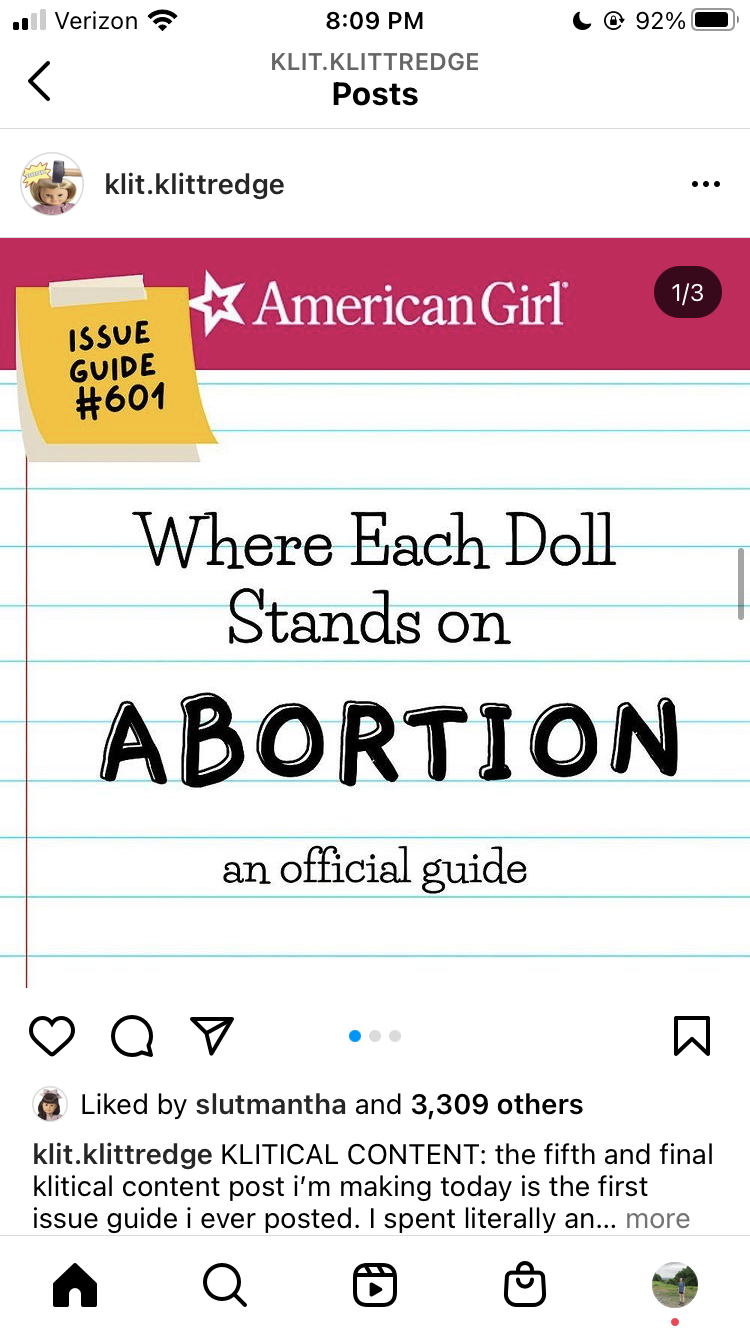 Verizon 8:09 PM 92%
KLIT.KLITTREDGE
Posts
klit.klittredge
American Girl®
1/3
ISSUE
GUIDE
#601
Where Each Doll
Stands on
ABORTION
an official guide
Liked by slutmantha and 3,309 others
klit.klittredge KLITICAL CONTENT: the fifth and final
klitical content post i’m making today is the first
issue guide i ever posted. I spent literally an... more